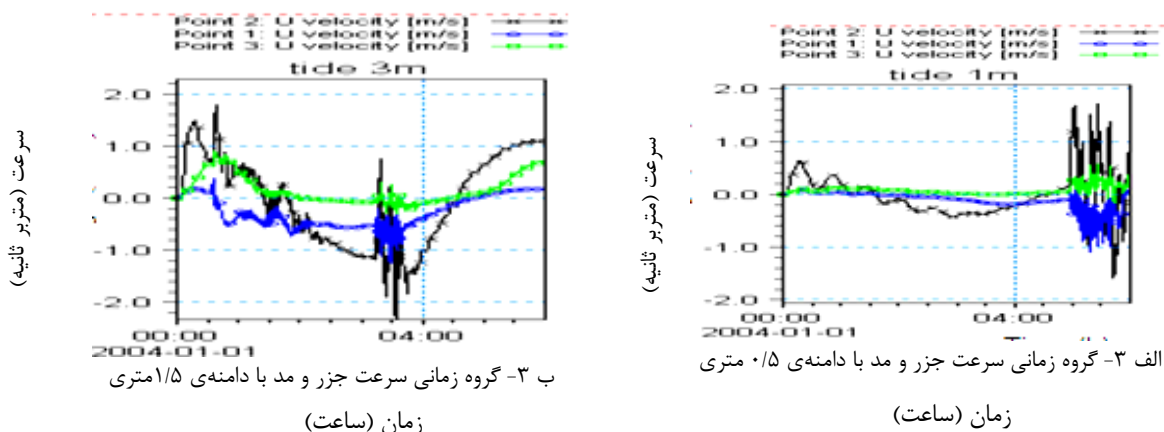 Point 2: U velocity [m/s]
Point 1: U velocity [m/s]
Point 3: U velocity [m/s]
tide 3m
2.0
1.0
0.0
-1.0
-2.0
00:00
04:00
2004-01-01
سرعت (متربر ثانیه)
ب ۳- گروه زمانی سرعت جزر و مد با دامنه‌ی ۱/۵متری
زمان (ساعت)
Point 2: U velocity [m/s]
Point 1: U velocity [m/s]
Point 3: U velocity [m/s]
tide 1m
2.0
1.0
0.0
-1.0
-2.0
00:00
04:00
2004-01-01
سرعت (متربر ثانیه)
الف ۳- گروه زمانی سرعت جزر و مد با دامنه‌ی ۰/۵ متری
زمان (ساعت)